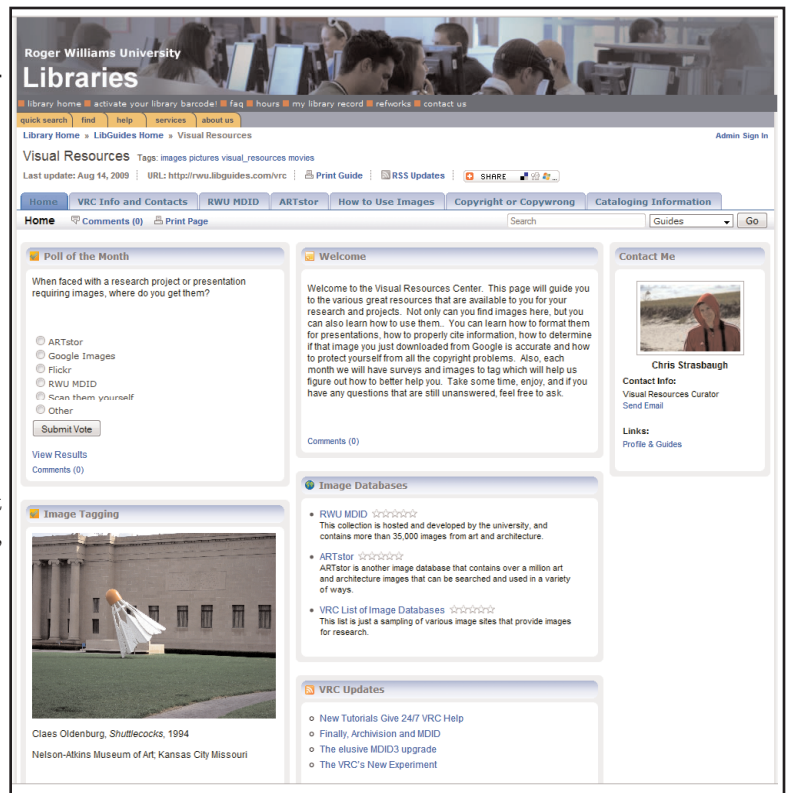 Roger Williams University
Libraries
library home activate your library barcode! faq hours my library record refworks contact us
quick search find help services about us
Library Home » LibGuides Home » Visual Resources
Admin Sign In
Visual Resources Tags: images pictures visual_resources movies
Last update: Aug 14, 2009 URL: http://rwu.libguides.com/vrc Print Guide RSS Updates SHARE
Home VRC Info and Contacts RWU MDID ARTstor How to Use Images Copyright or Copywrong Cataloging Information
Home Comments (0) Print Page Search Guides Go
Poll of the Month
When faced with a research project or presentation
requiring images, where do you get them?
ARTstor
Google Images
Flickr
RWU MDID
Scan them yourself
Other
Submit Vote
View Results
Comments (0)
Image Tagging
Claes Oldenburg, Shuttlecocks, 1994
Nelson-Atkins Museum of Art; Kansas City Missouri
Welcome
Welcome to the Visual Resources Center. This page will guide you
to the various great resources that are available to you for your
research and projects. Not only can you find images here, but you
can also learn how to use them.. You can learn how to format them
for presentations, how to properly cite information, how to determine
if that image you just downloaded from Google is accurate and how
to protect yourself from all the copyright problems. Also, each
month we will have surveys and images to tag which will help us
figure out how to better help you. Take some time, enjoy, and if you
have any questions that are still unanswered, feel free to ask.
Comments (0)
Image Databases
RWU MDID
This collection is hosted and developed by the university, and
contains more than 35,000 images from art and architecture.
ARTstor
ARTstor is another image database that contains over a million art
and architecture images that can be searched and used in a variety
of ways.
VRC List of Image Databases
This list is just a sampling of various image sites that provide images
for research.
VRC Updates
New Tutorials Give 24/7 VRC Help
Finally, Archivision and MDID
The elusive MDID3 upgrade
The VRC's New Experiment
Contact Me
Chris Strasbaugh
Contact Info:
Visual Resources Curator
Send Email
Links:
Profile & Guides